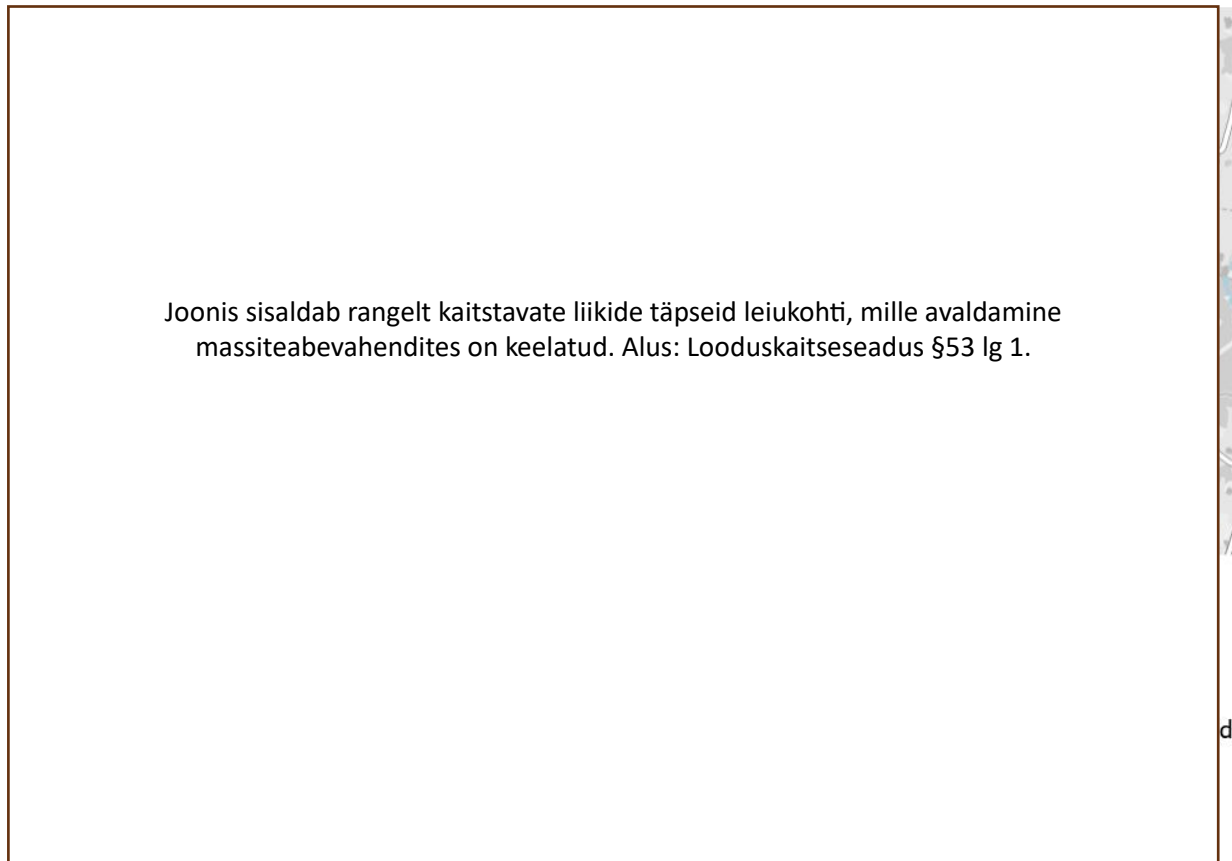 Joonis sisaldab rangelt kaitstavate liikide täpseid leiukohti, mille avaldamine
massiteabevahendites on keelatud. Alus: Looduskaitseseadus §53 lg 1.
d